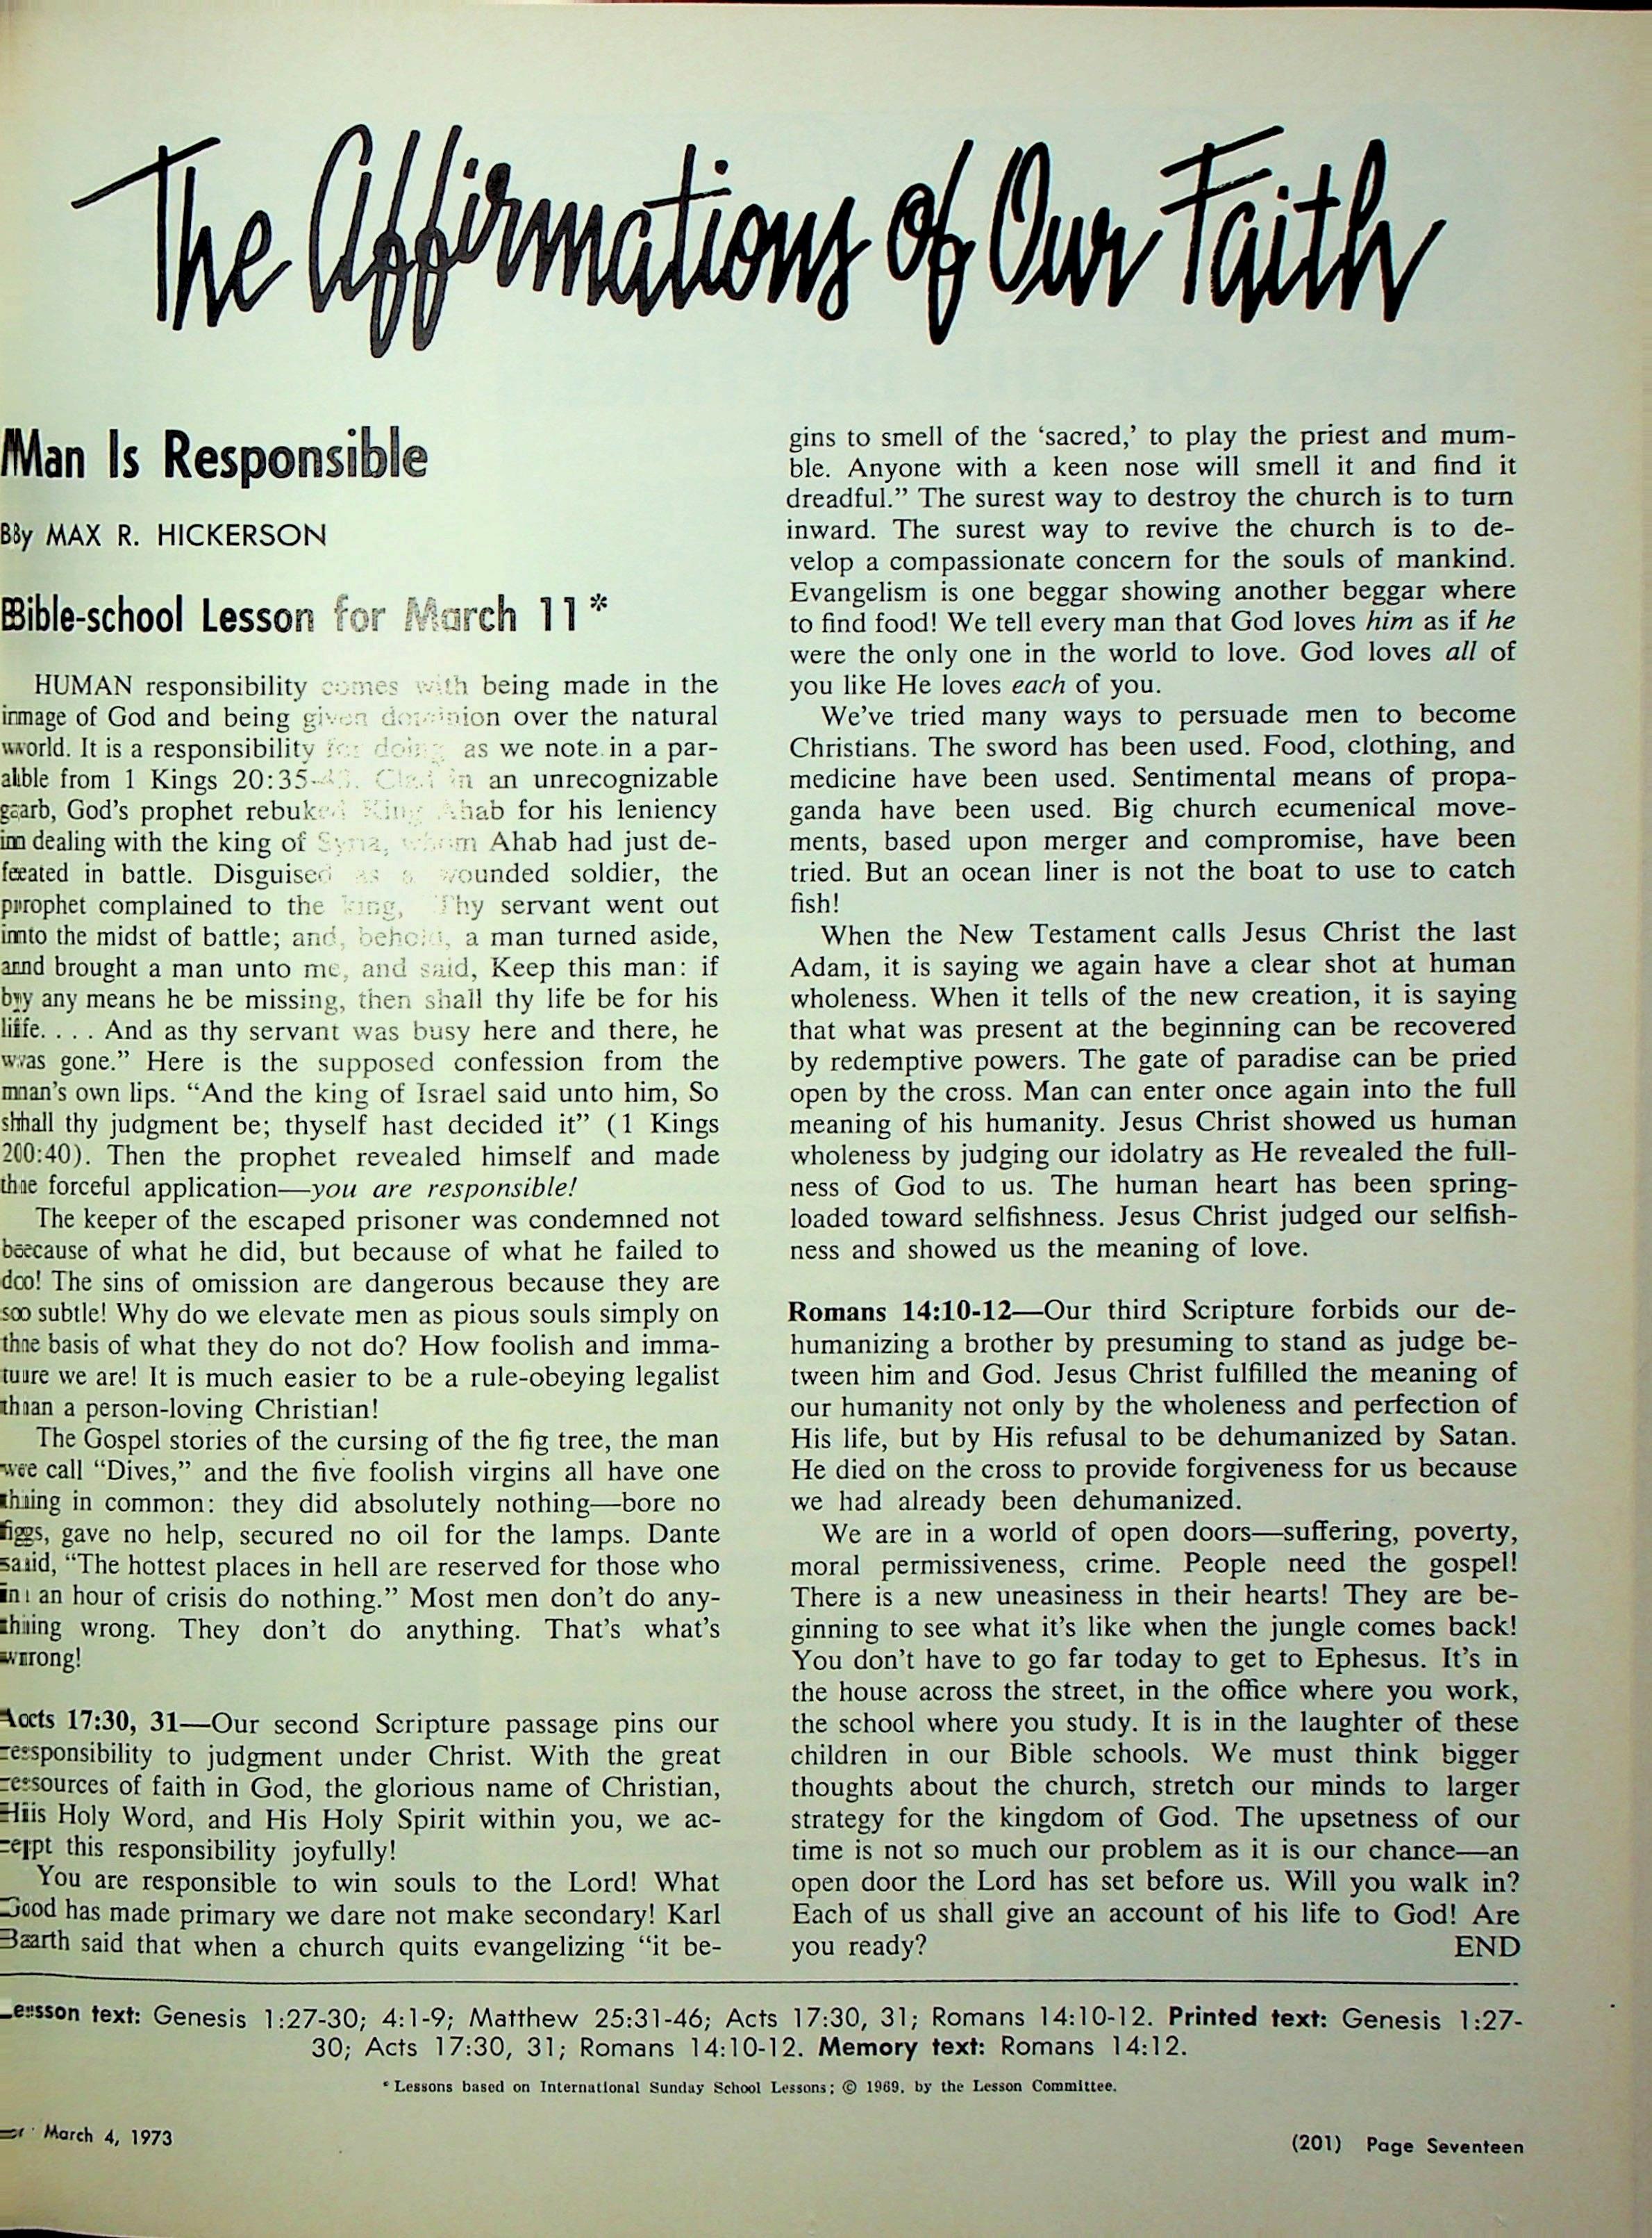 The Affirmations of Our Faith
Man Is Responsible
By MAX R. HICKERSON
Bible-school Lesson for March 11*
HUMAN responsibility comes with being made in the
image of God and being given dominion over the natural
world. It is a responsibility for doing as we note in a par-
able from 1 Kings 20:35- Clad in an unrecognizable
garb, God's prophet rebuked King Ahab for his leniency
in dealing with the king of Syria, whom Ahab had just de-
feated in battle. Disguised as a wounded soldier, the
prophet complained to the king, Thy servant went out
into the midst of battle; and, behold, a man turned aside,
and brought a man unto me, and said, Keep this man: if
by any means he be missing, then shall thy life be for his
life. . . . And as thy servant was busy here and there, he
was gone.” Here is the supposed confession from the
man's own lips. “And the king of Israel said unto him, So
shall thy judgment be; thyself hast decided it” (1 Kings
20:40). Then the prophet revealed himself and made
the forceful application—you are responsible!
The keeper of the escaped prisoner was condemned not
because of what he did, but because of what he failed to
do! The sins of omission are dangerous because they are
so subtle! Why do we elevate men as pious souls simply on
the basis of what they do not do? How foolish and imma-
ture we are! It is much easier to be a rule-obeying legalist
than a person-loving Christian!
The Gospel stories of the cursing of the fig tree, the man
we call “Dives,” and the five foolish virgins all have one
thing in common: they did absolutely nothing—bore no
figs, gave no help, secured no oil for the lamps. Dante
said, “The hottest places in hell are reserved for those who
in an hour of crisis do nothing.” Most men don't do any-
thing wrong. They don't do anything. That's what's
wrong!
Acts 17:30, 31—Our second Scripture passage pins our
responsibility to judgment under Christ. With the great
resources of faith in God, the glorious name of Christian,
His Holy Word, and His Holy Spirit within you, we ac-
cept this responsibility joyfully!
You are responsible to win souls to the Lord! What
God has made primary we dare not make secondary! Karl
Barth said that when a church quits evangelizing “it be-
gins to smell of the ‘sacred,’ to play the priest and mum-
ble. Anyone with a keen nose will smell it and find it
dreadful.” The surest way to destroy the church is to turn
inward. The surest way to revive the church is to de-
velop a compassionate concern for the souls of mankind.
Evangelism is one beggar showing another beggar where
to find food! We tell every man that God loves him as if he
were the only one in the world to love. God loves all of
you like He loves each of you.
We've tried many ways to persuade men to become
Christians. The sword has been used. Food, clothing, and
medicine have been used. Sentimental means of propa-
ganda have been used. Big church ecumenical move-
ments, based upon merger and compromise, have been
tried. But an ocean liner is not the boat to use to catch
fish!
When the New Testament calls Jesus Christ the last
Adam, it is saying we again have a clear shot at human
wholeness. When it tells of the new creation, it is saying
that what was present at the beginning can be recovered
by redemptive powers. The gate of paradise can be pried
open by the cross. Man can enter once again into the full
meaning of his humanity. Jesus Christ showed us human
wholeness by judging our idolatry as He revealed the full-
ness of God to us. The human heart has been spring-
loaded toward selfishness. Jesus Christ judged our selfish-
ness and showed us the meaning of love.
Romans 14:10-12—Our third Scripture forbids our de-
humanizing a brother by presuming to stand as judge be-
tween him and God. Jesus Christ fulfilled the meaning of
our humanity not only by the wholeness and perfection of
His life, but by His refusal to be dehumanized by Satan.
He died on the cross to provide forgiveness for us because
we had already been dehumanized.
We are in a world of open doors—suffering, poverty,
moral permissiveness, crime. People need the gospel!
There is a new uneasiness in their hearts! They are be-
ginning to see what it's like when the jungle comes back!
You don't have to go far today to get to Ephesus. It's in
the house across the street, in the office where you work,
the school where you study. It is in the laughter of these
children in our Bible schools. We must think bigger
thoughts about the church, stretch our minds to larger
strategy for the kingdom of God. The upsetness of our
time is not so much our problem as it is our chance—an
open door the Lord has set before us. Will you walk in?
Each of us shall give an account of his life to God! Are
you ready? END
Lesson text: Genesis 1:27-30; 4:1-9; Matthew 25:31-46; Acts 17:30, 31; Romans 14:10-12. Printed text: Genesis 1:27-
30; Acts 17:30, 31; Romans 14:10-12. Memory text: Romans 14:12.
* Lessons based on International Sunday School Lessons; © 1969, by the Lesson Committee.
March 4, 1973
(201) Page Seventeen